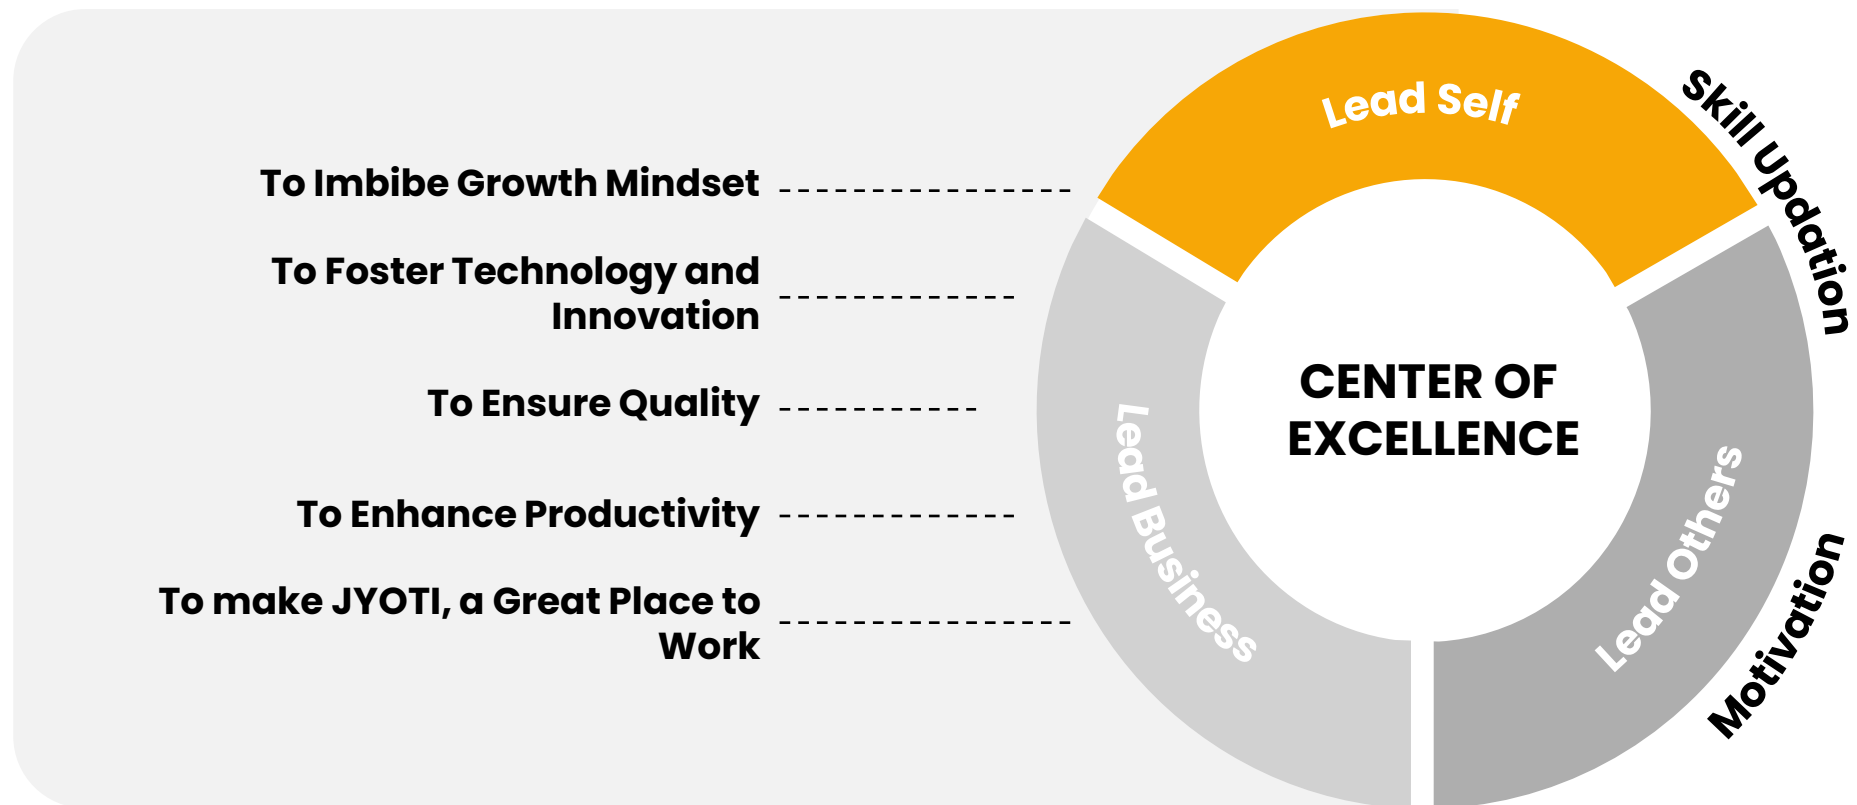 To Imbibe Growth Mindset
To Foster Technology and
Innovation
To Ensure Quality
To Enhance Productivity
To make JYOTI, a Great Place to
Work
Lead Self
Lead Business
Lead Others
CENTER OF
EXCELLENCE
Skill Updation
Motivation